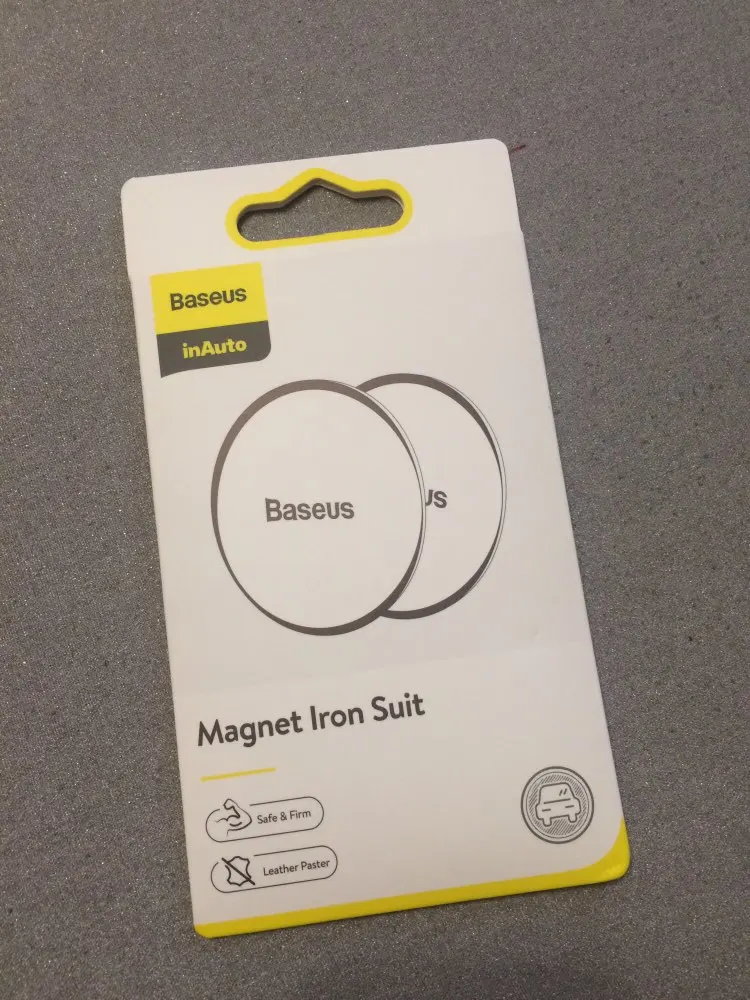 Baseus
inAuto
Baseus
us
Magnet Iron Suit
Safe & Firm
Leather Paster